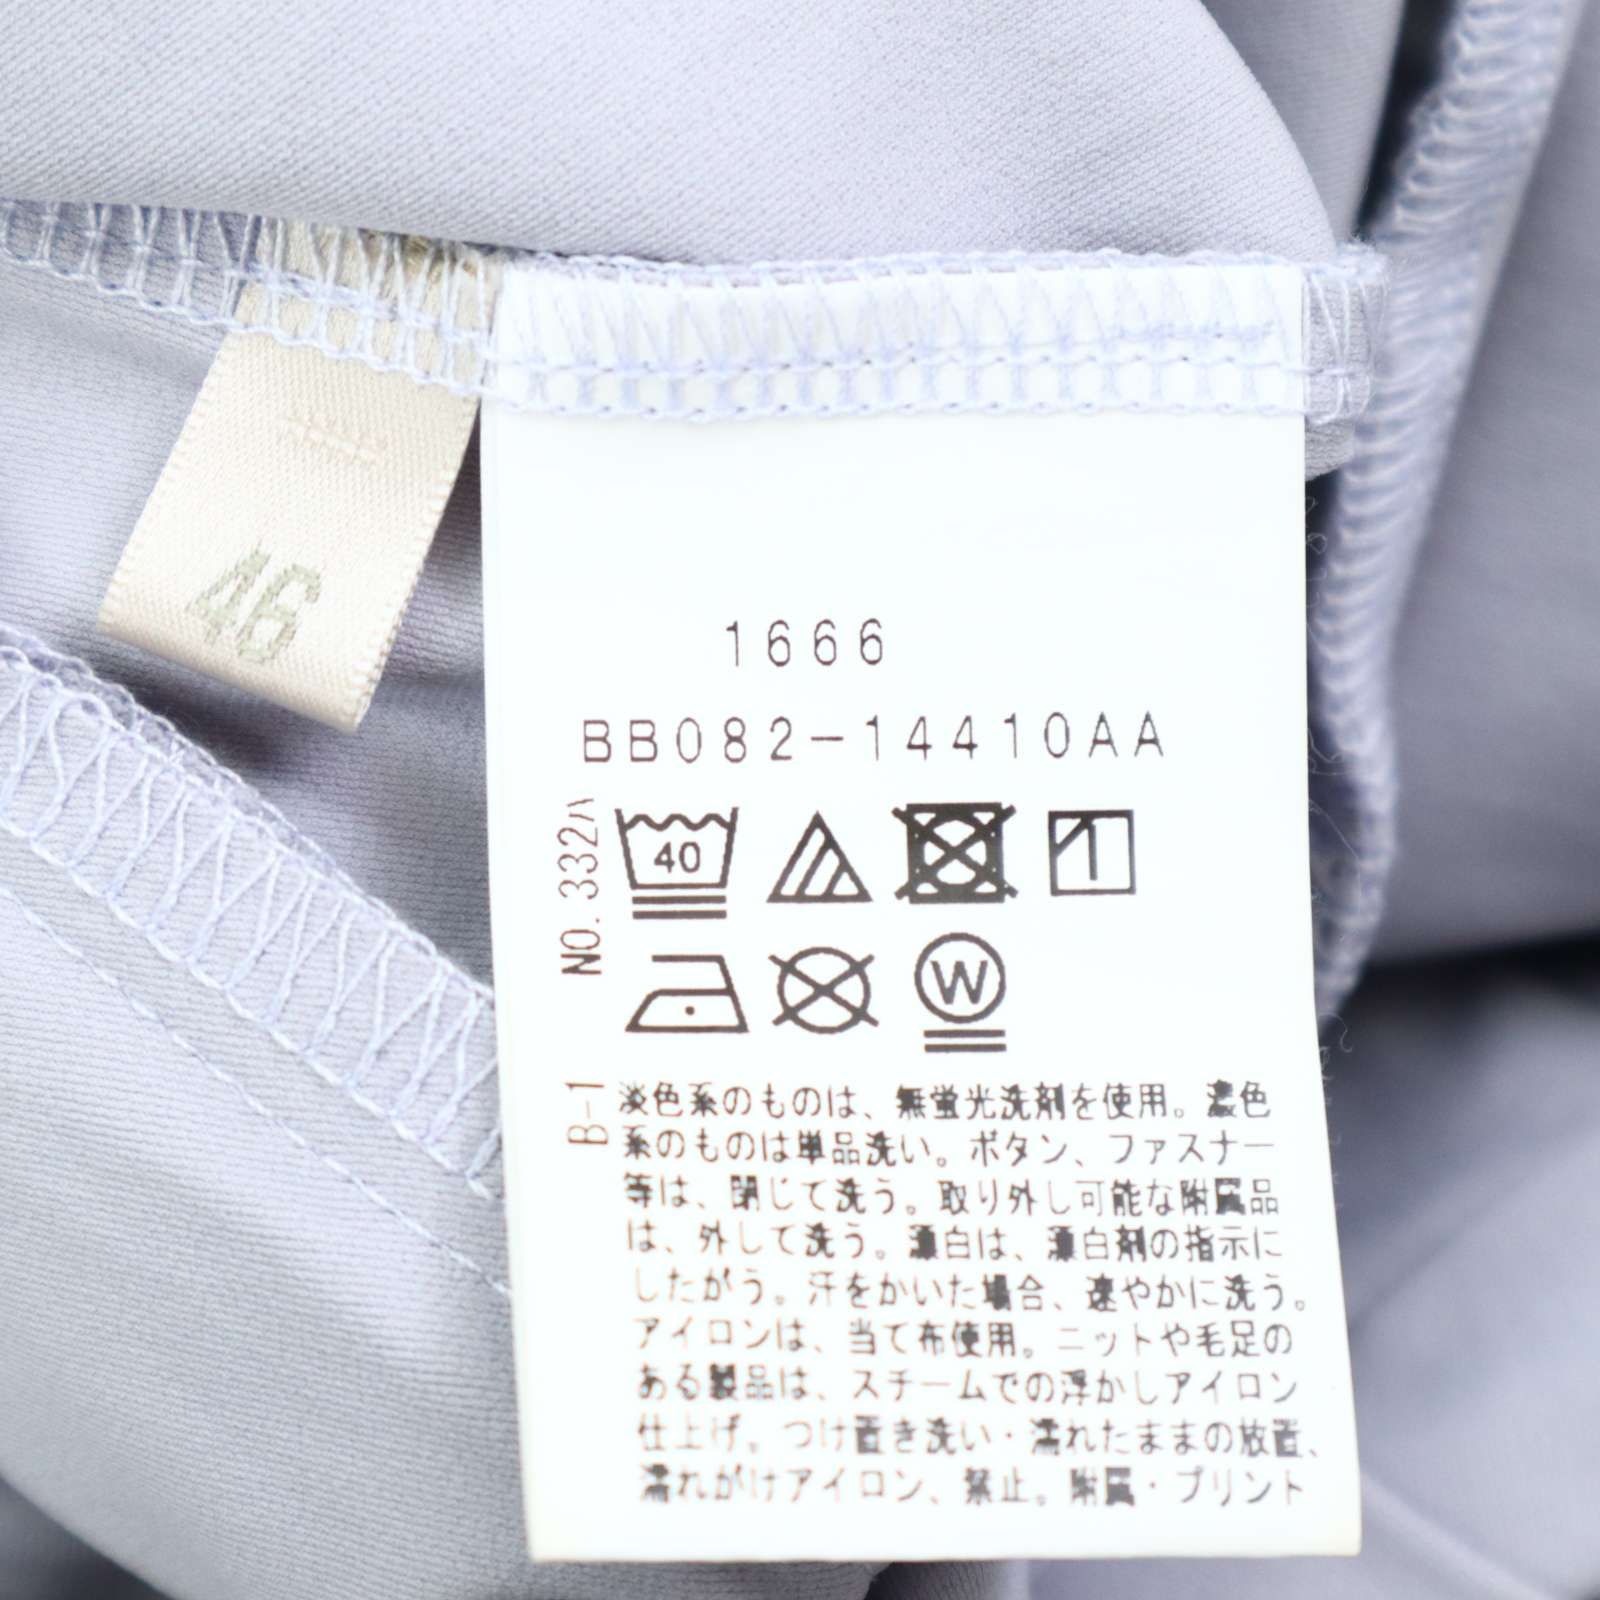 46
1666
BB082-14410AA
NO.332ハ
40
W
B-1
淡色系のものは、無蛍光洗剤を使用。濃色
系のものは単品洗い。ボタン、ファスナー
等は、閉じて洗う。取り外し可能な附属品
は、外して洗う。漂白は、漂白剤の指示に
したがう。汗をかいた場合、速やかに洗う。
アイロンは、当て布使用。ニットや毛足の
ある製品は、スチームでの浮かしアイロン
仕上げ。つけ置き洗い・濡れたままの放置、
濡れがけアイロン、禁止。附属・プリント